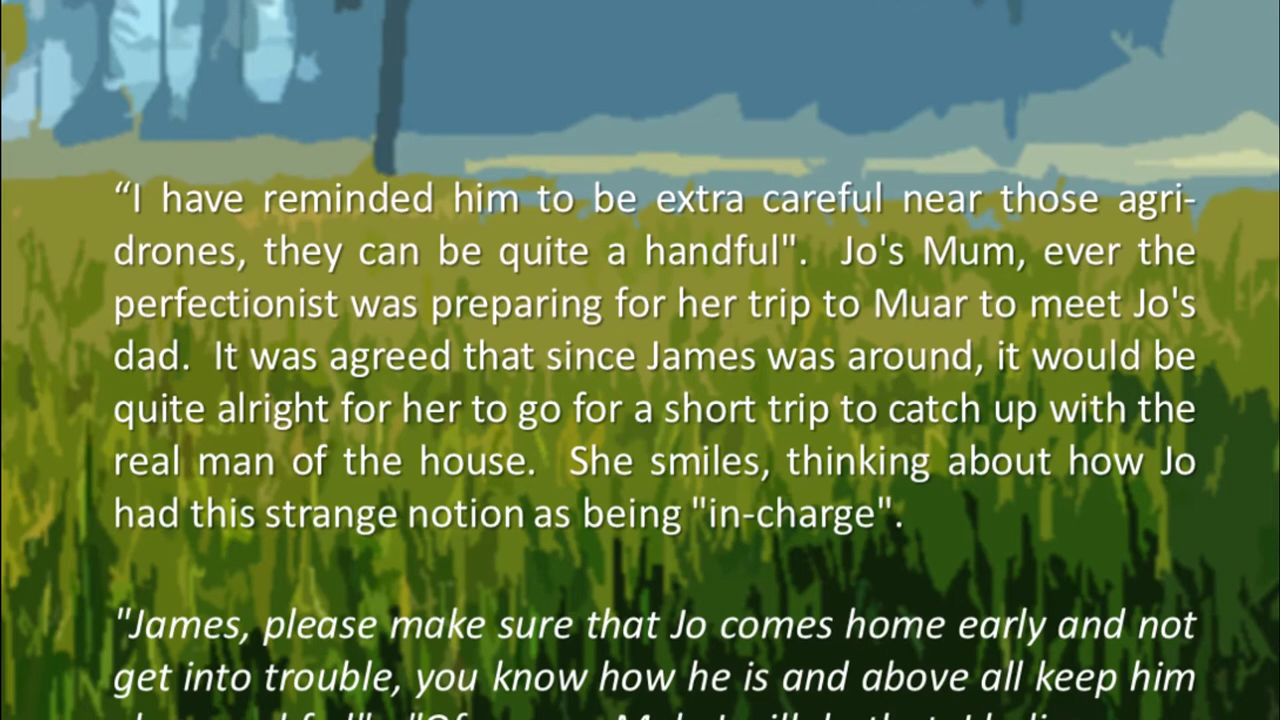 “I have reminded him to be extra careful near those agri-
drones, they can be quite a handful".  Jo's Mum, ever the
perfectionist was preparing for her trip to Muar to meet Jo's
dad.  It was agreed that since James was around, it would be
quite alright for her to go for a short trip to catch up with the
real man of the house.  She smiles, thinking about how Jo
had this strange notion as being "in-charge".
"James, please make sure that Jo comes home early and not
get into trouble, you know how he is and above all keep him